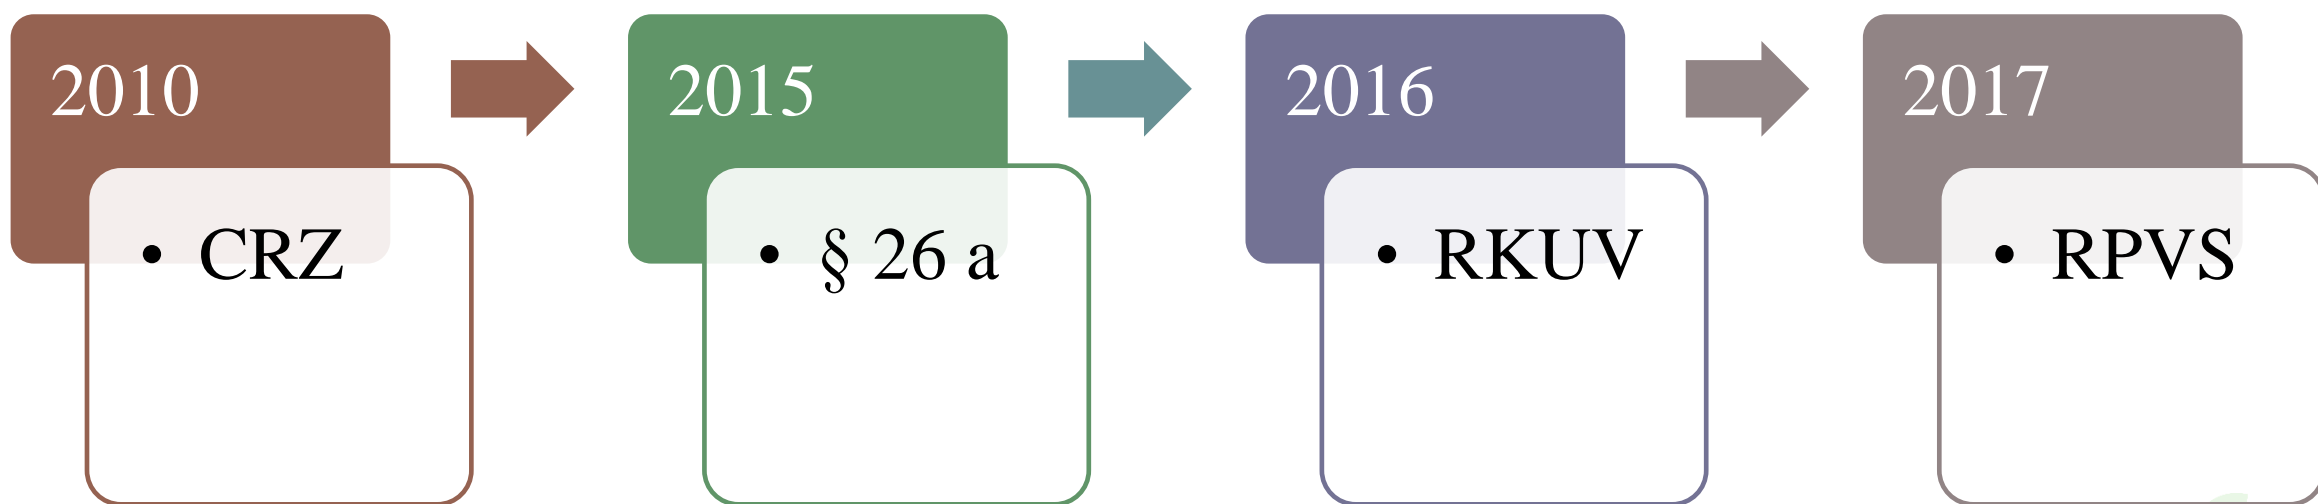 2010
• CRZ
2015
• § 26 a
2016
• RKUV
2017
• RPVS